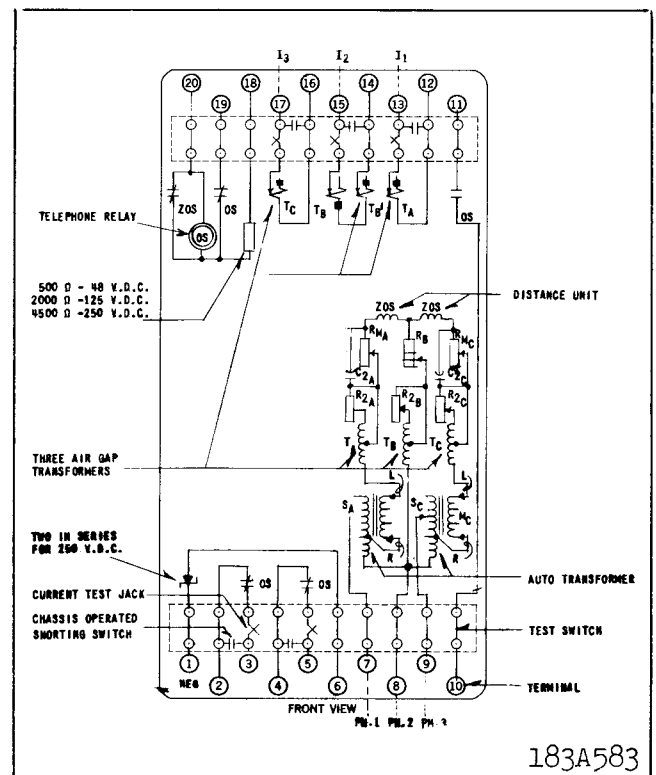 I3 I2 I1
20 18 16 14 12
19 17 15 13 11
ZOS OS TC TB TB TA OS
TELEPHONE RELAY
OS
500 Ω - 48 V.D.C.
2000 Ω -125 V.D.C.
4500 Ω -250 V.D.C.
ZOS ZOS
DISTANCE UNIT
RMA RB RMC
C2A C2C
R2A R2B R2C
THREE AIR GAP
TRANSFORMERS
TA TB TC
L L
SA SC MC
TWO IN SERIES
FOR 250 V.D.C.
R R
OS OS
AUTO TRANSFORMER
CURRENT TEST JACK
CHASSIS OPERATED
SHORTING SWITCH
TEST SWITCH
1 3 5 7 9
NEG
2 4 6 8 10
TERMINAL
FRONT VIEW
PH.1 PH.2 PH.3
183A583